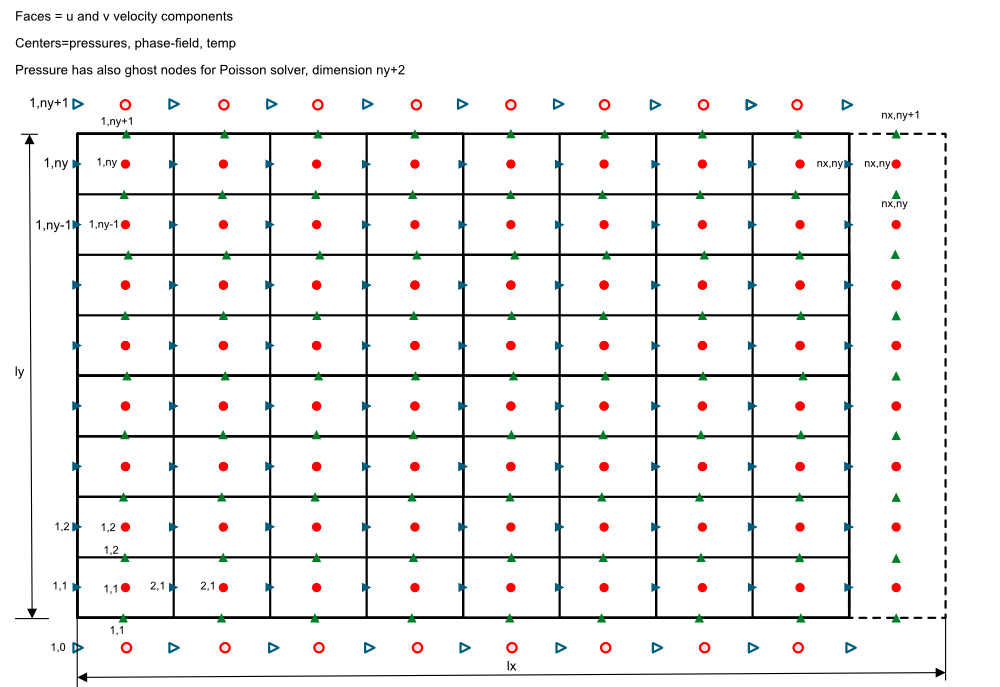 Faces = u and v velocity components
Centers=pressures, phase-field, temp
Pressure has also ghost nodes for Poisson solver, dimension ny+2
1,ny+1
1,ny+1
nx,ny+1
1,ny
1,ny
nx,ny
nx,ny
nx,ny
1,ny-1
1,ny-1
ly
1,2
1,2
1,2
1,1
1,1
2,1
2,1
1,1
1,0
lx